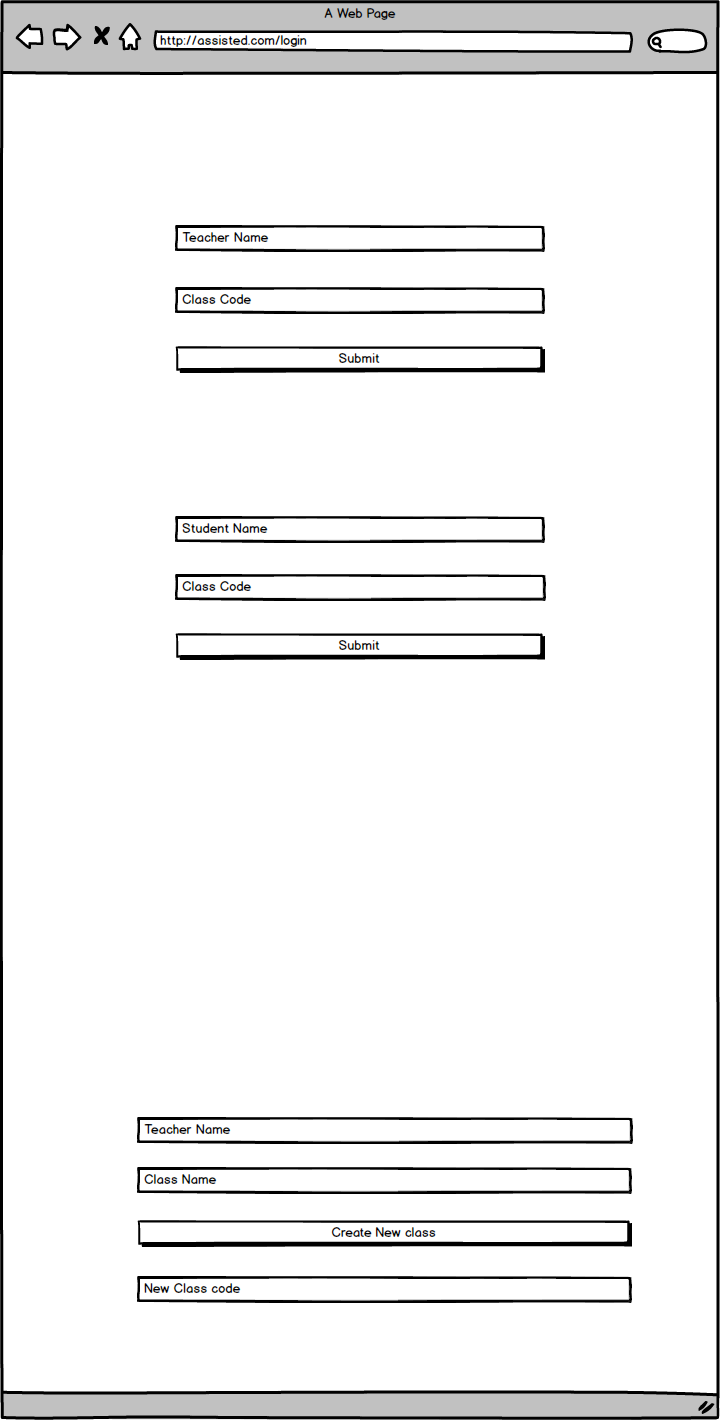 A Web Page
http://assisted.com/login
Teacher Name
Class Code
Submit
Student Name
Class Code
Submit
Teacher Name
Class Name
Create New class
New Class code